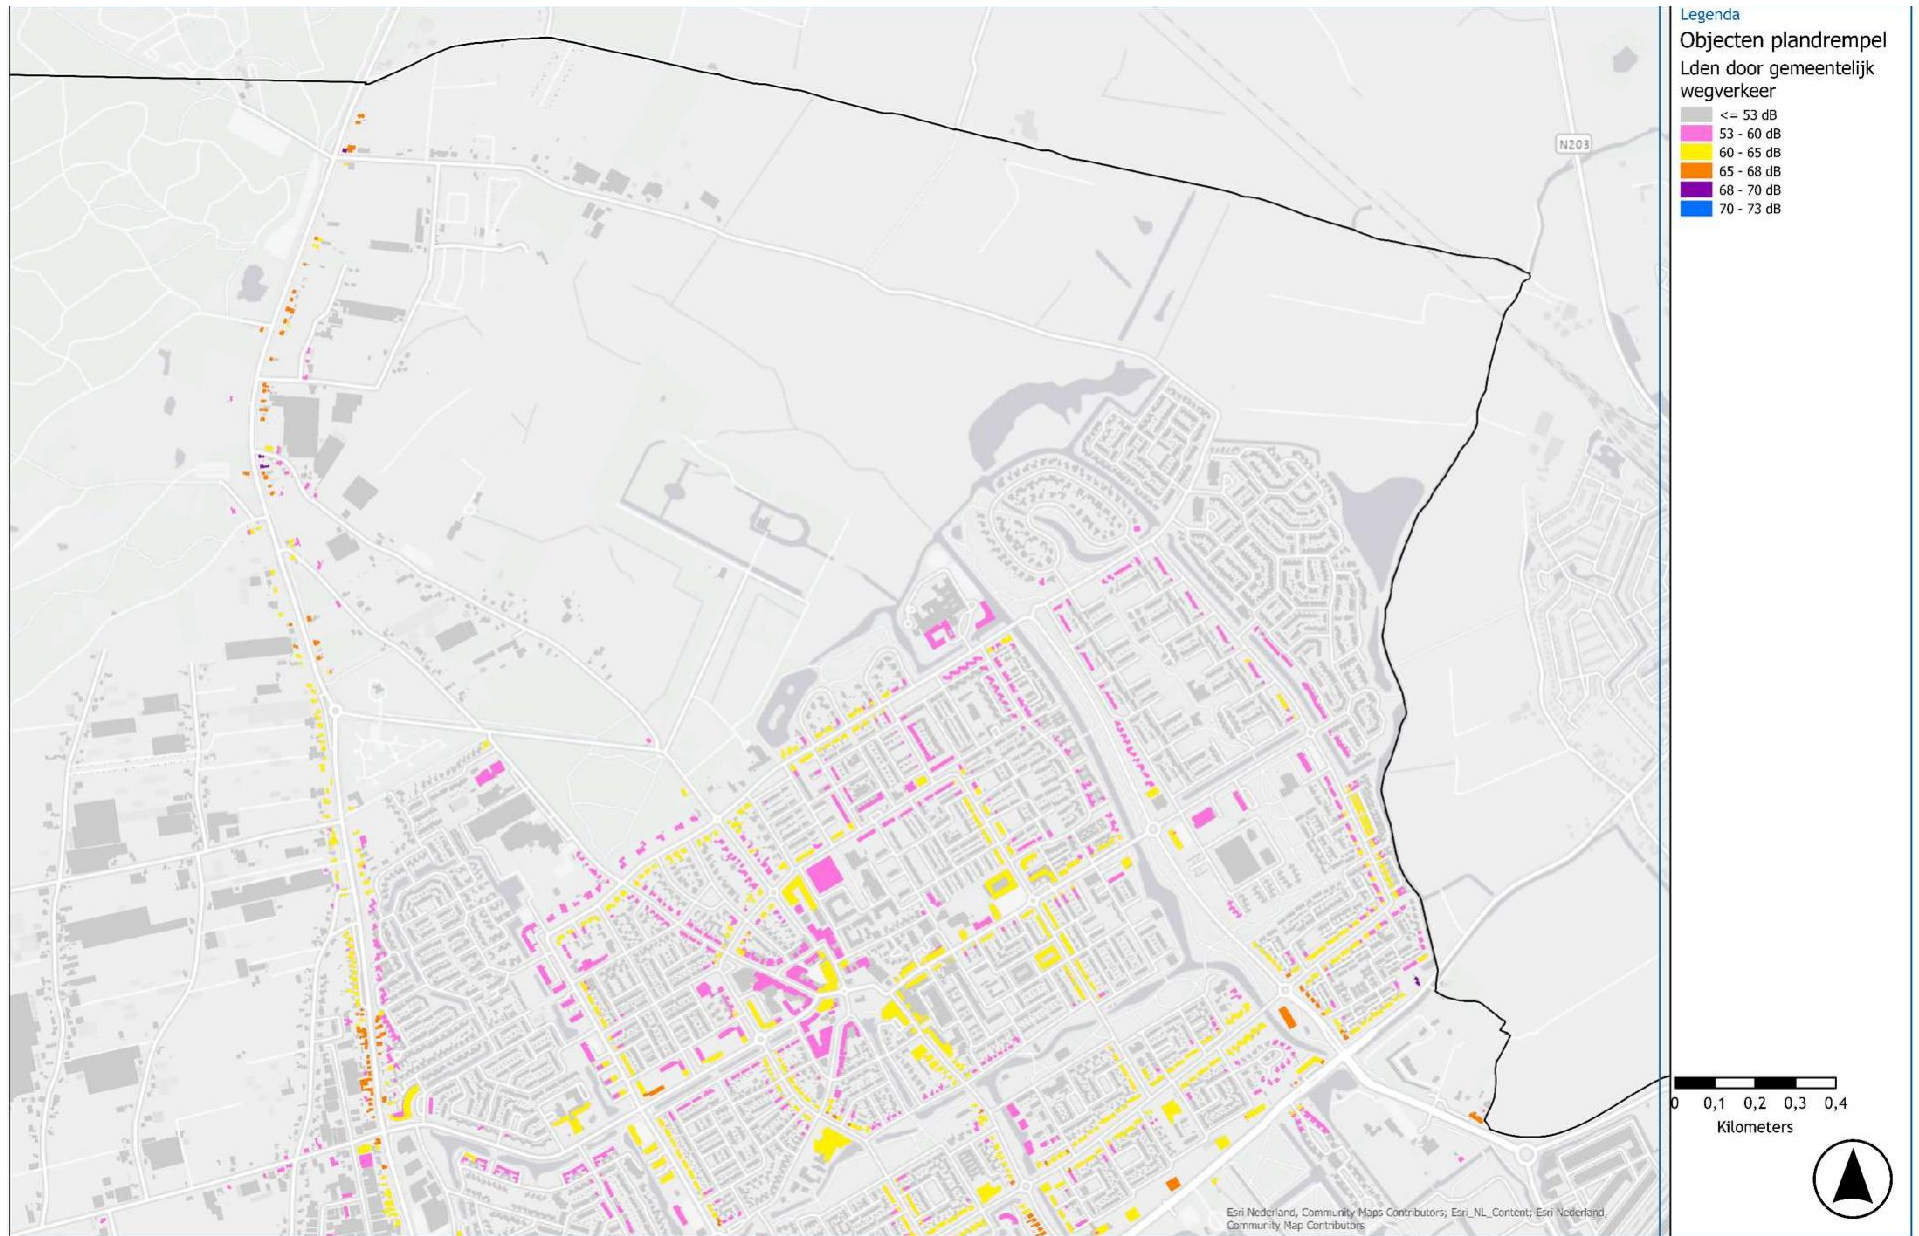 Legenda
Objecten plandrempel
Lden door gemeentelijk
wegverkeer
<= 53 dB
53 - 60 dB
60 - 65 dB
65 - 68 dB
68 - 70 dB
70 - 73 dB
N203
0 0,1 0,2 0,3 0,4
Kilometers
Esri Nederland, Community Maps Contributors; Esri_NL_Content; Esri Nederland,
Community Map Contributors